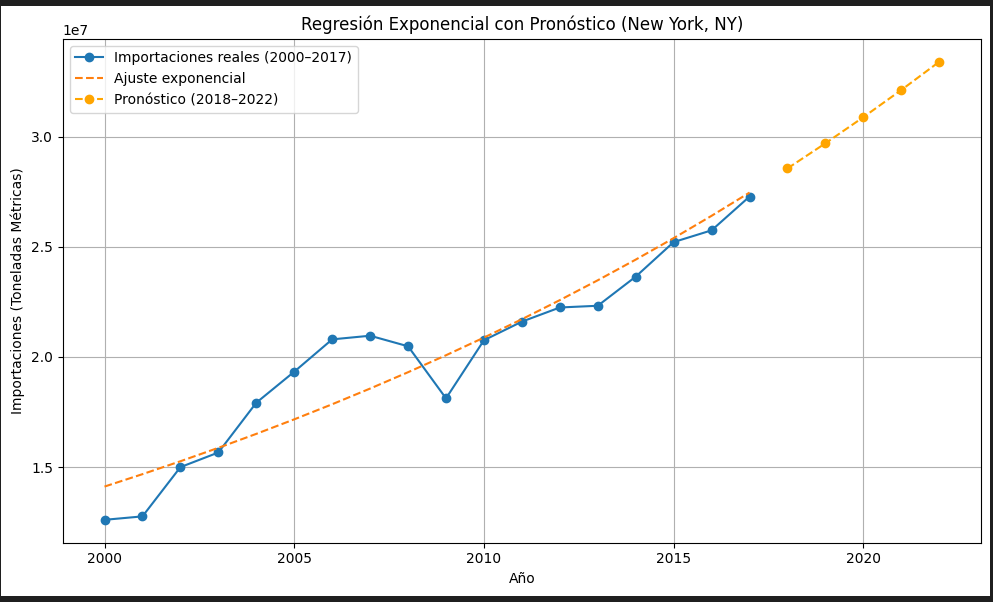 Regresión Exponencial con Pronóstico (New York, NY)
1e7
Importaciones reales (2000–2017)
Ajuste exponencial
Pronóstico (2018–2022)
Importaciones (Toneladas Métricas)
3.0
2.5
2.0
1.5
2000 2005 2010 2015 2020
Año